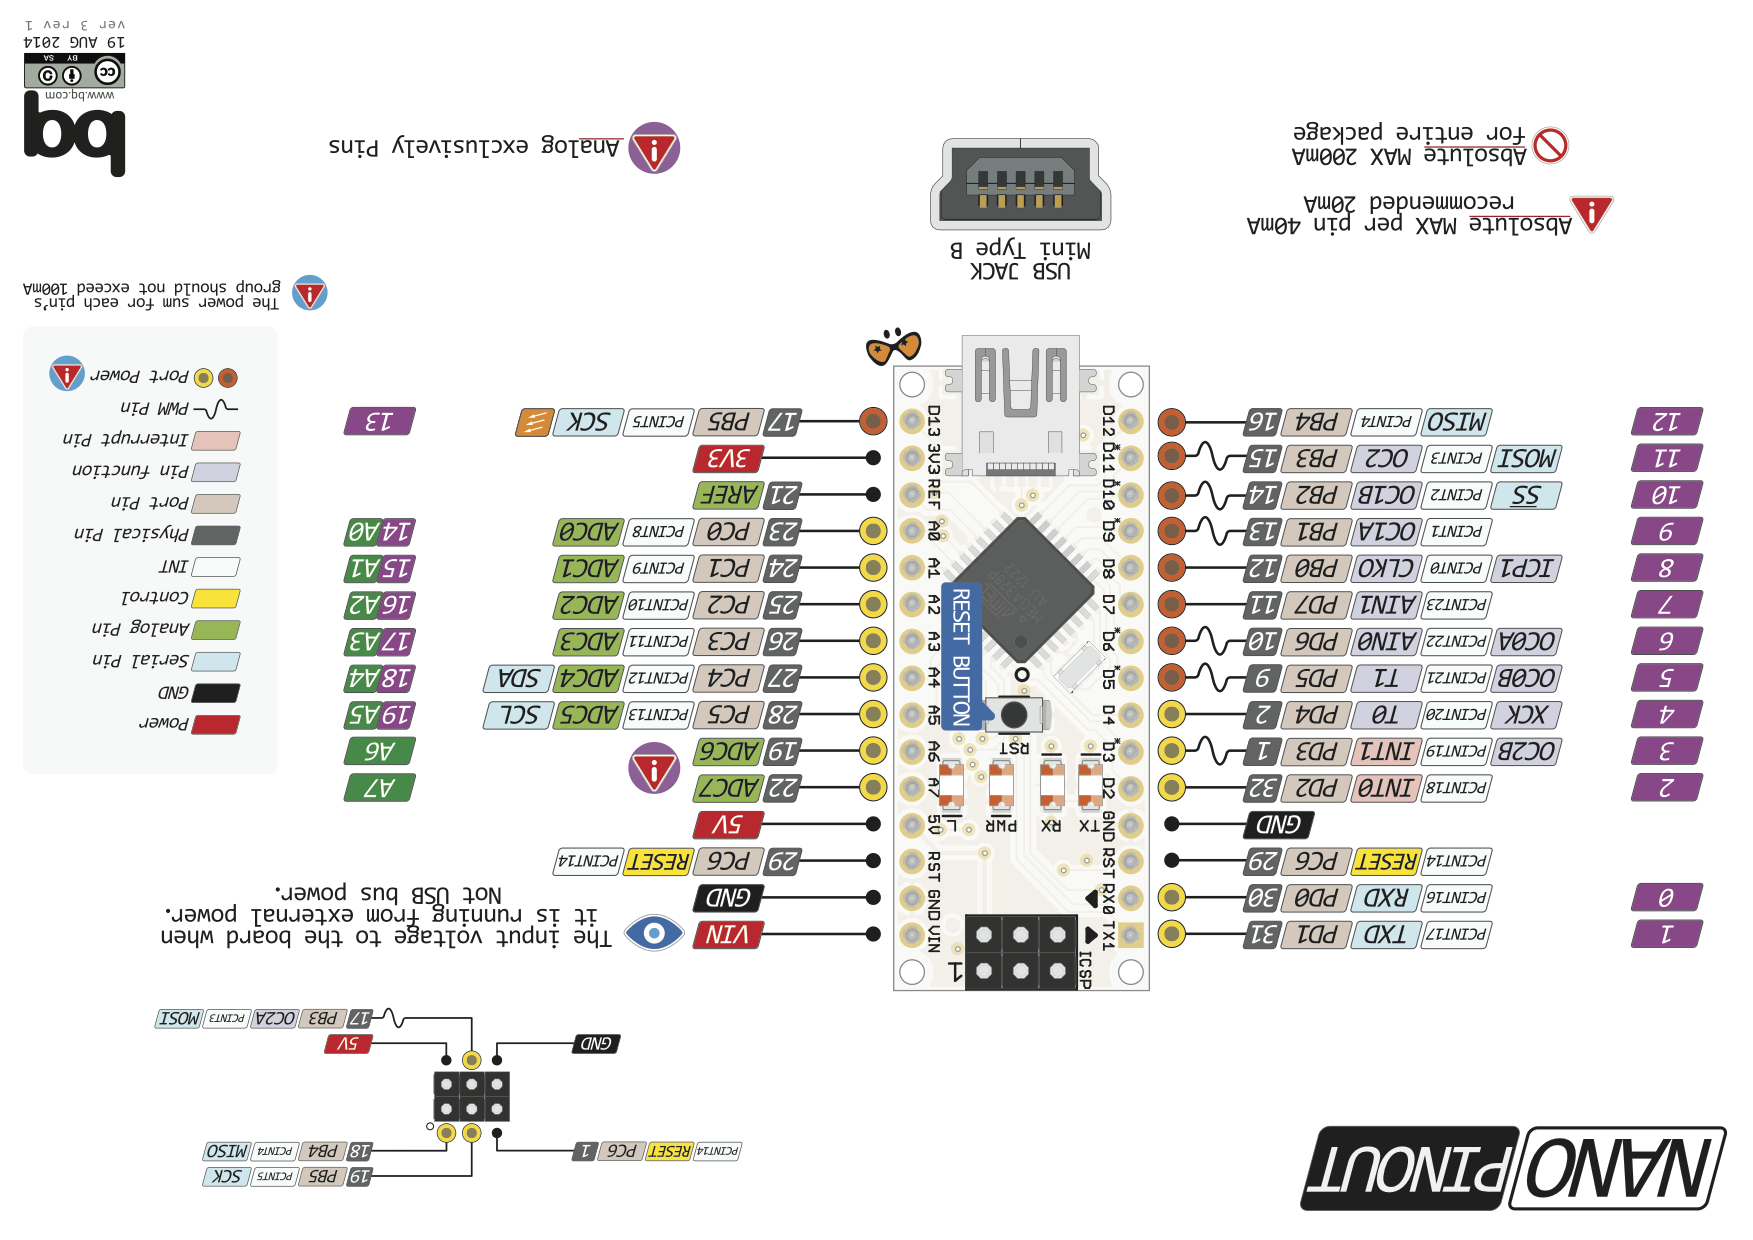 NANO PINOUT
19 PB5 PCINT5 SCK
PCINT14 RESET PC6 1
18 PB4 PCINT4 MISO
GND
5V
17 PB3 OC2A PCINT3 MOSI
1 PCINT17 TXD PD1 31
0 PCINT16 RXD PD0 30
PCINT14 RESET PC6 29
GND
2 PCINT18 INT0 PD2 32
3 OC2B PCINT19 INT1 PD3 1
4 XCK PCINT20 T0 PD4 2
5 OC0B PCINT21 T1 PD5 9
6 OC0A PCINT22 AIN0 PD6 10
7 PCINT23 AIN1 PD7 11
8 ICP1 PCINT0 CLKO PB0 12
9 PCINT1 OC1A PB1 13
10 SS PCINT2 OC1B PB2 14
11 MOSI PCINT3 OC2 PB3 15
12 MISO PCINT4 PB4 16
TX1
RX0
RST
GND
D2
D3*
D4
D5*
D6*
D7
D8
D9*
D10*
D11*
D12
ICSP
1
TX
RX
PWR
L
RST
RESET BUTTON
VIN
GND
RST
5V
A7
A6
A5
A4
A3
A2
A1
A0
REF
3V3
D13
VIN
The input voltage to the board when
it is running from external power.
Not USB bus power.
GND
29 PC6 RESET PCINT14
5V
22 ADC7 A7
19 ADC6 A6
28 PC5 PCINT13 ADC5 SCL 19 A5
27 PC4 PCINT12 ADC4 SDA 18 A4
26 PC3 PCINT11 ADC3 17 A3
25 PC2 PCINT10 ADC2 16 A2
24 PC1 PCINT9 ADC1 15 A1
23 PC0 PCINT8 ADC0 14 A0
21 AREF
3V3
17 PB5 PCINT5 SCK 13
Power
GND
Serial Pin
Analog Pin
Control
INT
Physical Pin
Port Pin
Pin function
Interrupt Pin
PWM Pin
Port Power
The power sum for each pin's
group should not exceed 100mA
USB JACK
Mini Type B
Absolute MAX per pin 40mA
recommended 20mA
Absolute MAX 200mA
for entire package
Analog exclusively Pins
bq
www.bq.com
cc
BY SA
19 AUG 2014
ver 3 rev 1